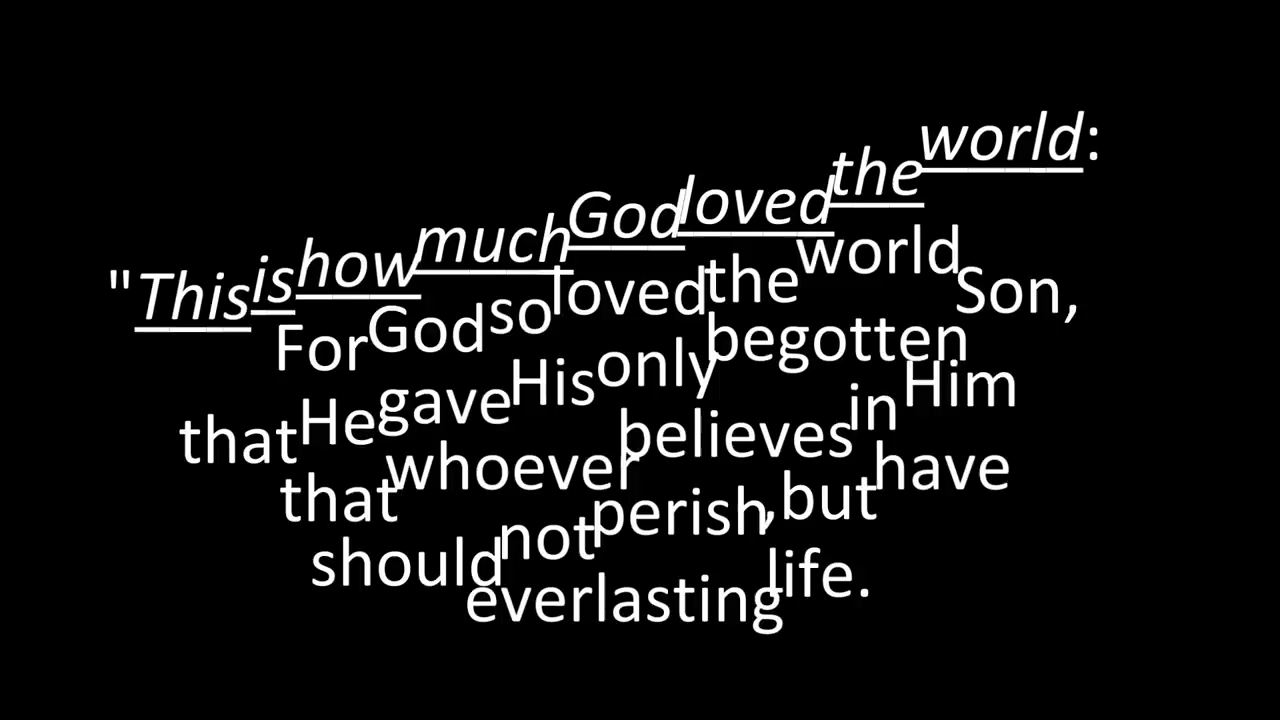 "This is how much God loved the world:
For God so loved the world
that He gave His only begotten Son,
that whoever believes in Him
should not perish, but have
everlasting life.